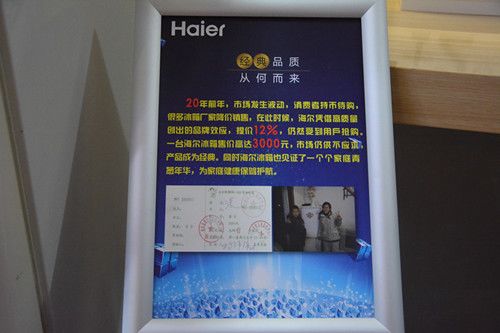 Haier
经典品质
从何而来
20年前年，市场发生波动，消费者持币待购，
很多冰箱厂家降价销售，在此时候，海尔凭借高质量
创出的品牌效应，提价12%，仍然受到用户抢购。
一台海尔冰箱售价高达3000元，市场仍供不应求，
产品成为经典。同时海尔冰箱也见证了一个个家庭青
葱年华，为家庭健康保驾护航。